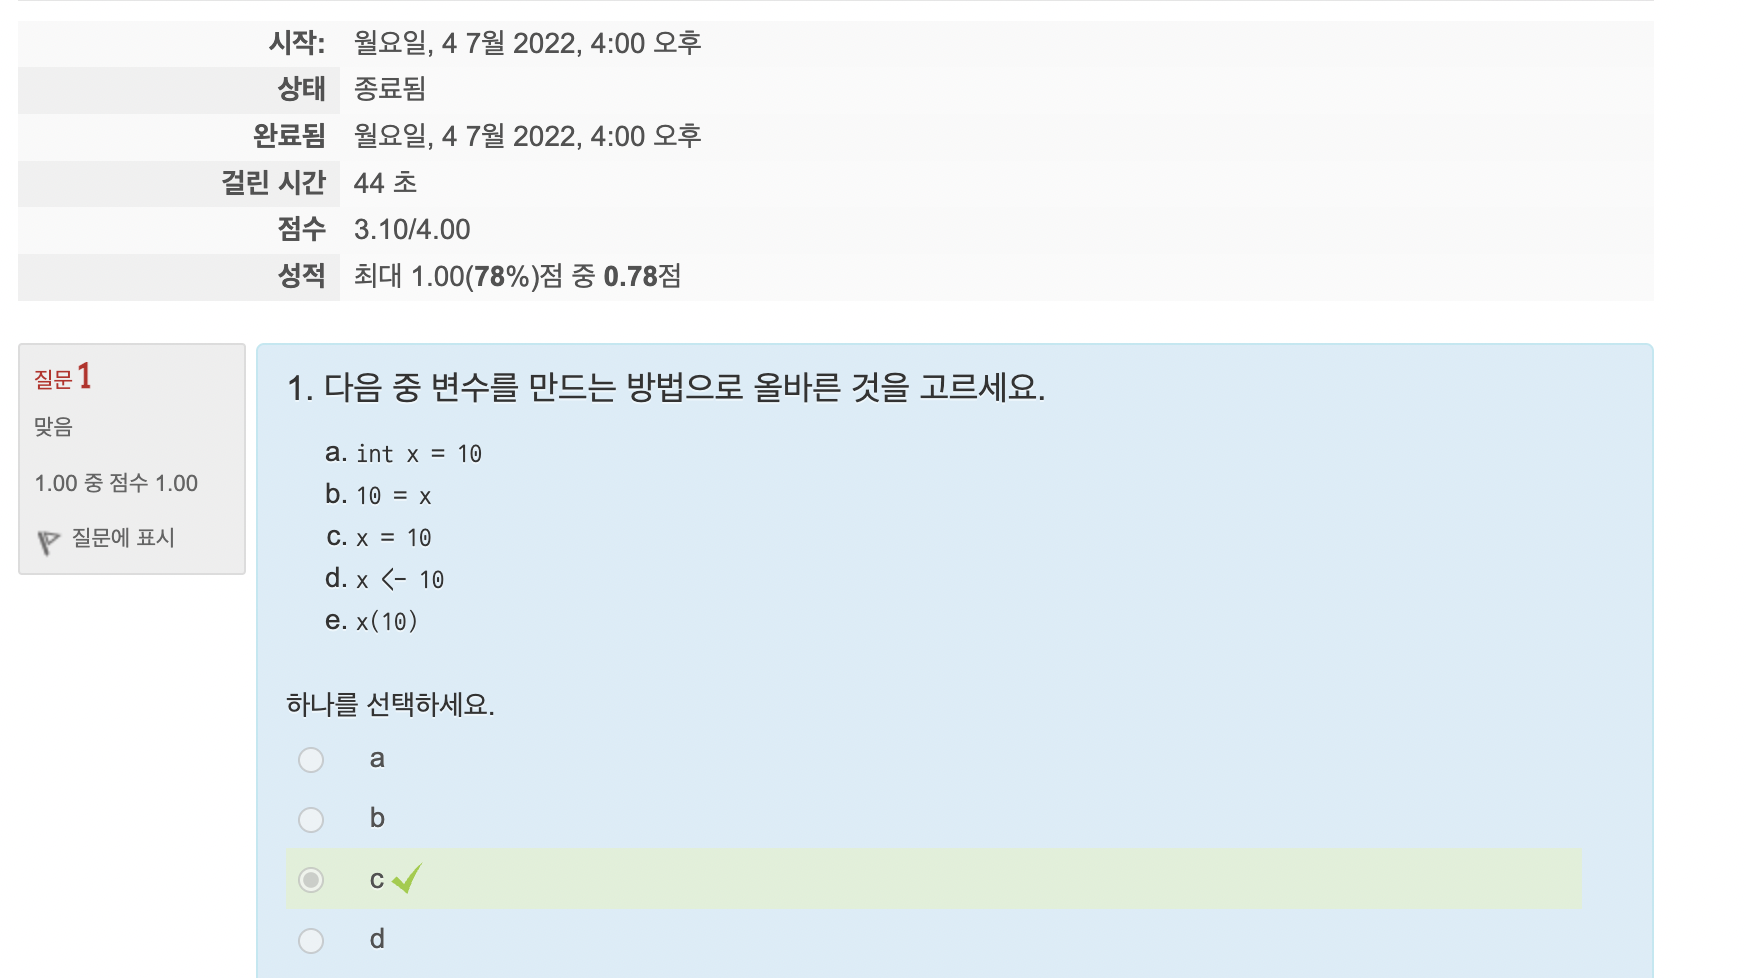 시작: 월요일, 4 7월 2022, 4:00 오후
상태 종료됨
완료됨 월요일, 4 7월 2022, 4:00 오후
걸린 시간 44 초
점수 3.10/4.00
성적 최대 1.00(78%)점 중 0.78점
질문 1
맞음
1.00 중 점수 1.00
질문에 표시
1. 다음 중 변수를 만드는 방법으로 올바른 것을 고르세요.
a. int x = 10
b. 10 = x
c. x = 10
d. x <- 10
e. x(10)
하나를 선택하세요.
a
b
c
d